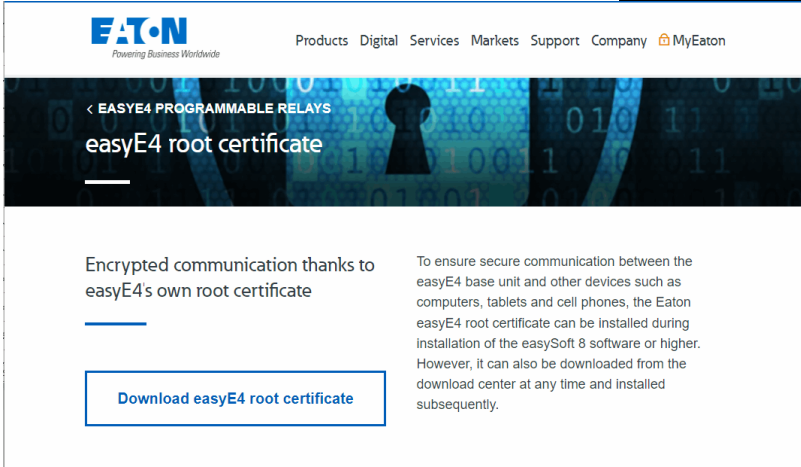 EATON
Powering Business Worldwide
Products Digital Services Markets Support Company MyEaton
< EASYE4 PROGRAMMABLE RELAYS
easyE4 root certificate
Encrypted communication thanks to
easyE4's own root certificate
Download easyE4 root certificate
To ensure secure communication between the
easyE4 base unit and other devices such as
computers, tablets and cell phones, the Eaton
easyE4 root certificate can be installed during
installation of the easySoft 8 software or higher.
However, it can also be downloaded from the
download center at any time and installed
subsequently.